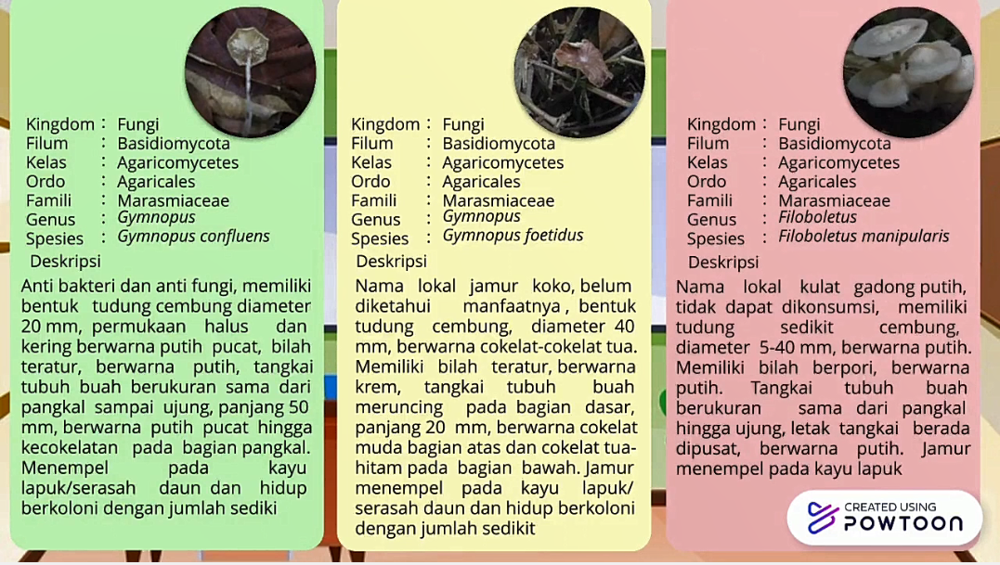 Kingdom : Fungi
Filum : Basidiomycota
Kelas : Agaricomycetes
Ordo : Agaricales
Famili : Marasmiaceae
Genus : Gymnopus
Spesies : Gymnopus confluens
Deskripsi
Anti bakteri dan anti fungi, memiliki
bentuk tudung cembung diameter
20 mm, permukaan halus dan
kering berwarna putih pucat, bilah
teratur, berwarna putih, tangkai
tubuh buah berukuran sama dari
pangkal sampai ujung, panjang 50
mm, berwarna putih pucat hingga
kecokelatan pada bagian pangkal.
Menempel pada kayu
lapuk/serasah daun dan hidup
berkoloni dengan jumlah sediki
Kingdom : Fungi
Filum : Basidiomycota
Kelas : Agaricomycetes
Ordo : Agaricales
Famili : Marasmiaceae
Genus : Gymnopus
Spesies : Gymnopus foetidus
Deskripsi
Nama lokal jamur koko, belum
diketahui manfaatnya , bentuk
tudung cembung, diameter 40
mm, berwarna cokelat-cokelat tua.
Memiliki bilah teratur, berwarna
krem, tangkai tubuh buah
meruncing pada bagian dasar,
panjang 20 mm, berwarna cokelat
muda bagian atas dan cokelat tua-
hitam pada bagian bawah. Jamur
menempel pada kayu lapuk/
serasah daun dan hidup berkoloni
dengan jumlah sedikit
Kingdom : Fungi
Filum : Basidiomycota
Kelas : Agaricomycetes
Ordo : Agaricales
Famili : Marasmiaceae
Genus : Filoboletus
Spesies : Filoboletus manipularis
Deskripsi
Nama lokal kulat gadong putih,
tidak dapat dikonsumsi, memiliki
tudung sedikit cembung,
diameter 5-40 mm, berwarna putih.
Memiliki bilah berpori, berwarna
putih. Tangkai tubuh buah
berukuran sama dari pangkal
hingga ujung, letak tangkai berada
dipusat, berwarna putih. Jamur
menempel pada kayu lapuk
CREATED USING
POWTOON